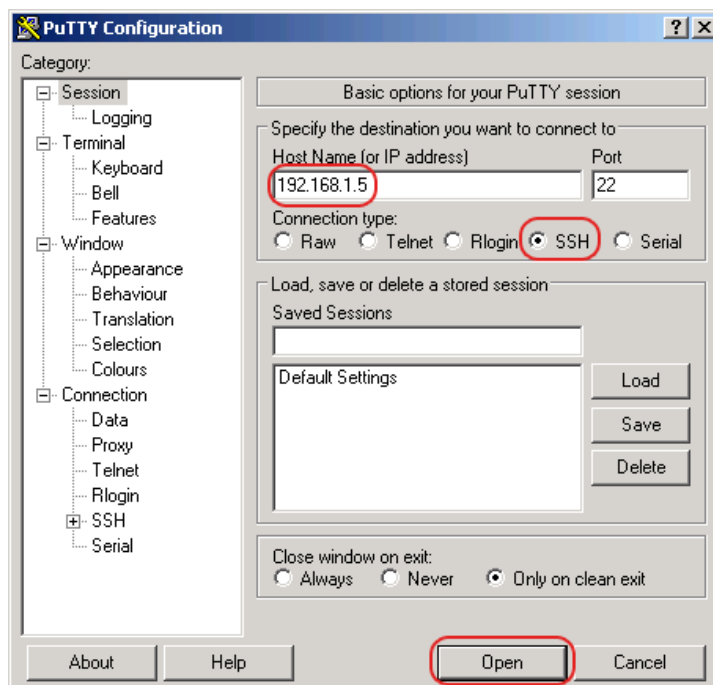 PuTTY Configuration
Category:
Session
Logging
Terminal
Keyboard
Bell
Features
Window
Appearance
Behaviour
Translation
Selection
Colours
Connection
Data
Proxy
Telnet
Rlogin
SSH
Serial
Basic options for your PuTTY session
Specify the destination you want to connect to
Host Name (or IP address) Port
192.168.1.5 22
Connection type:
Raw Telnet Rlogin SSH Serial
Load, save or delete a stored session
Saved Sessions
Default Settings
Load
Save
Delete
Close window on exit:
Always Never Only on clean exit
About Help Open Cancel